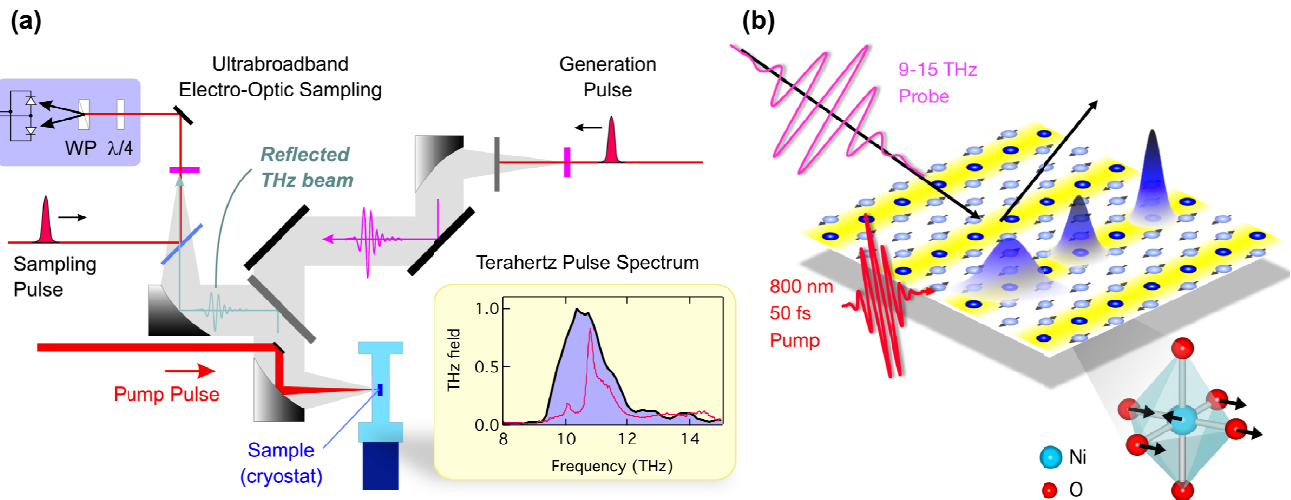 (a)
Ultrabroadband
Electro-Optic Sampling
Generation
Pulse
WP λ/4
Reflected
THz beam
Sampling
Pulse
Pump Pulse
Sample
(cryostat)
Terahertz Pulse Spectrum
THz field
1.0
0.5
0.0
8 10 12 14
Frequency (THz)
(b)
9-15 THz
Probe
800 nm
50 fs
Pump
Ni
O